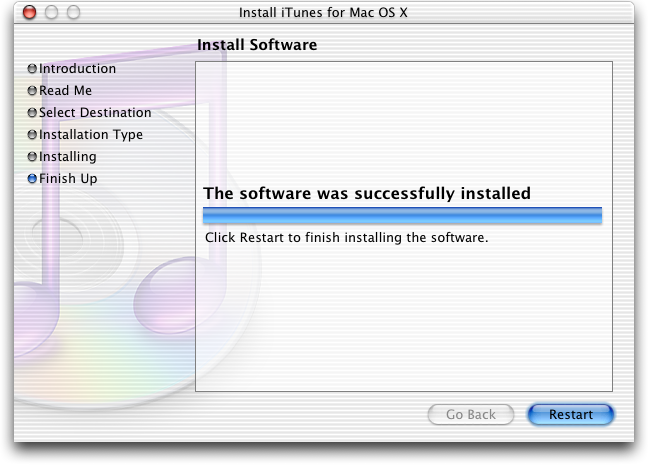 Install iTunes for Mac OS X
Install Software
Introduction
Read Me
Select Destination
Installation Type
Installing
Finish Up
The software was successfully installed
Click Restart to finish installing the software.
Go Back
Restart